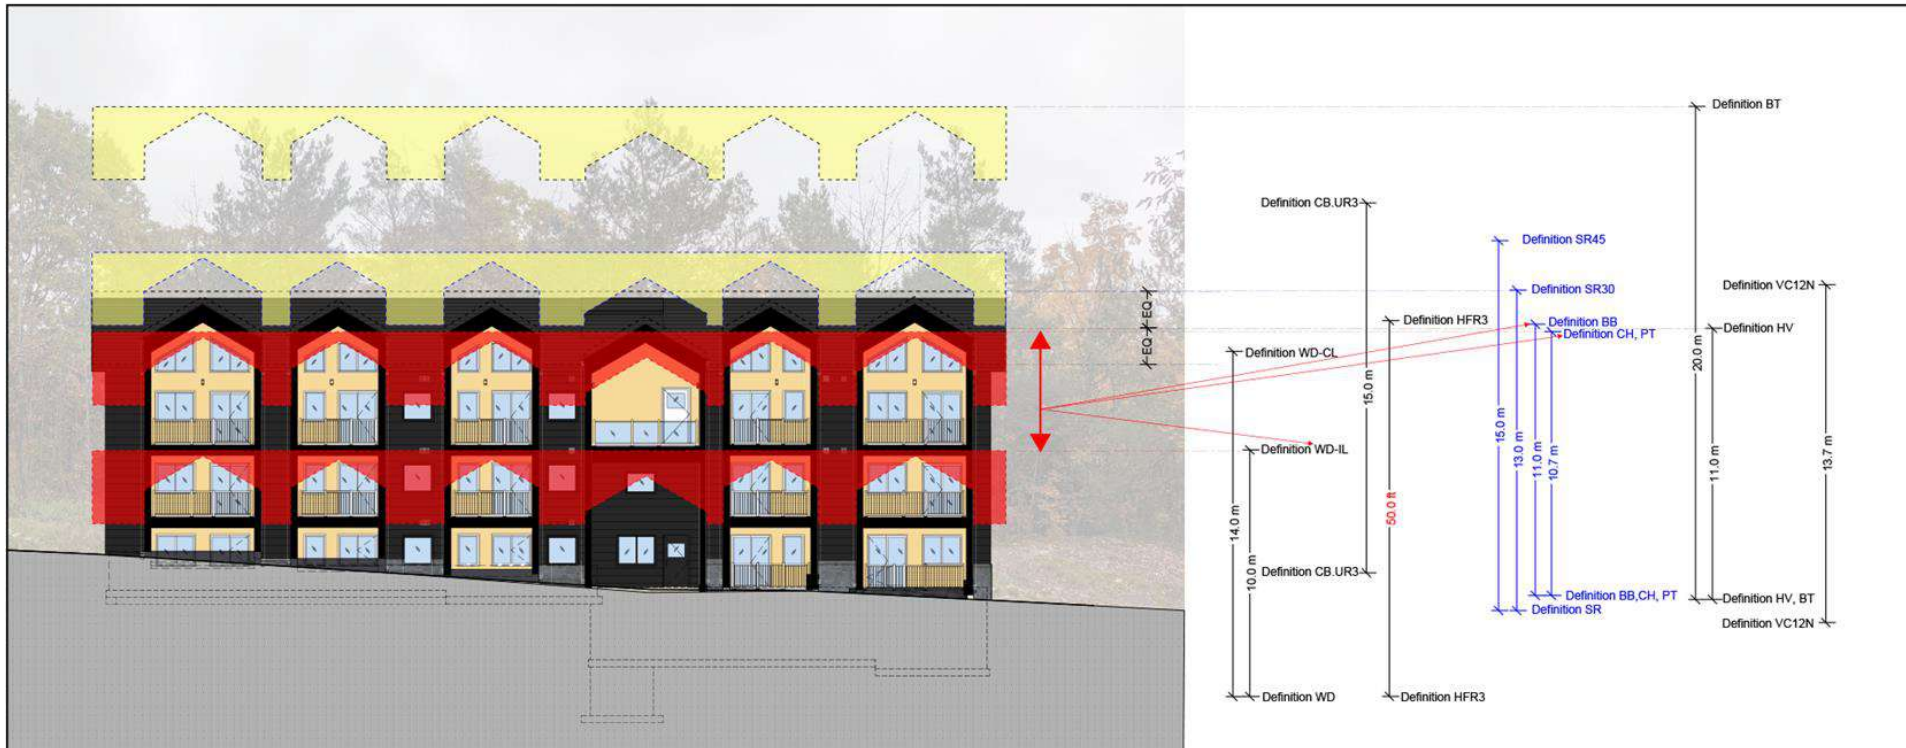 Definition BT
Definition CB.UR3
Definition SR45
Definition VC12N
Definition SR30
EQ
Definition HFR3
Definition BB
Definition HV
Definition CH, PT
EQ
Definition WD-CL
20.0 m
15.0 m
15.0 m
Definition WD-IL
13.0 m
11.0 m
10.7 m
11.0 m
13.7 m
50.0 ft
14.0 m
10.0 m
Definition CB.UR3
Definition BB,CH, PT
Definition HV, BT
Definition SR
Definition VC12N
Definition WD
Definition HFR3